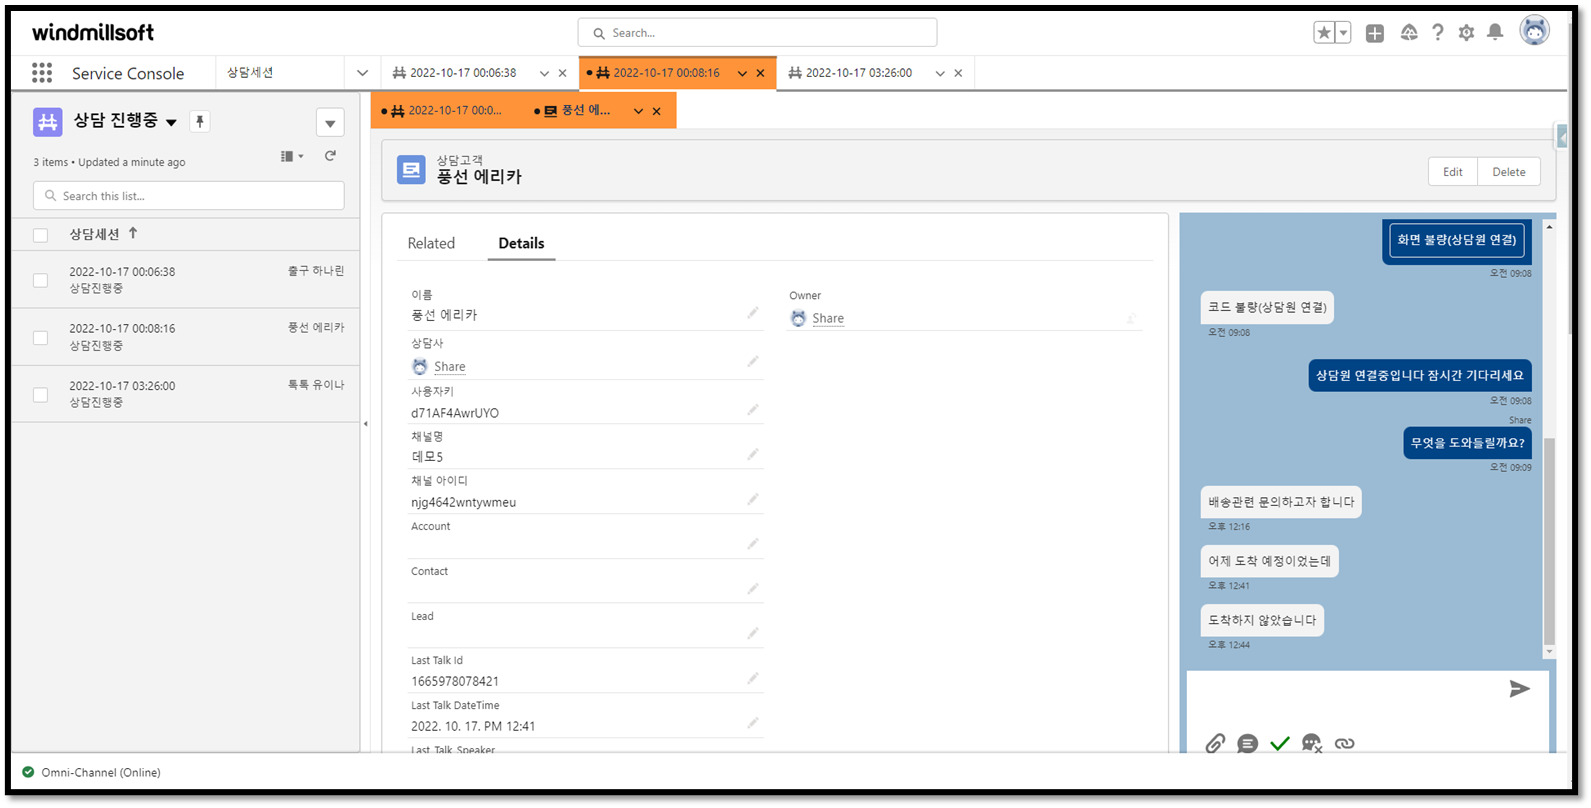 windmillsoft
Search...
Service Console
상담세션
2022-10-17 00:06:38
2022-10-17 00:08:16
2022-10-17 03:26:00
2022-10-17 00:0...
풍선 에...
상담 진행중
3 items • Updated a minute ago
Search this list...
상담세션
2022-10-17 00:06:38 출구 하나린
상담진행중
2022-10-17 00:08:16 풍선 에리카
상담진행중
2022-10-17 03:26:00 톡톡 유이나
상담진행중
상담고객
풍선 에리카
Edit
Delete
Related
Details
이름
풍선 에리카
상담사
Share
사용자키
d71AF4AwrUYO
채널명
데모5
채널 아이디
njg4642wntywmeu
Account
Contact
Lead
Last Talk Id
1665978078421
Last Talk DateTime
2022. 10. 17. PM 12:41
Last Talk Speaker
Owner
Share
화면 불량(상담원 연결)
오전 09:08
코드 불량(상담원 연결)
오전 09:08
상담원 연결중입니다 잠시간 기다리세요
오전 09:08
Share
무엇을 도와들릴까요?
오전 09:09
배송관련 문의하고자 합니다
오후 12:16
어제 도착 예정이었는데
오후 12:41
도착하지 않았습니다
오후 12:44
Omni-Channel (Online)